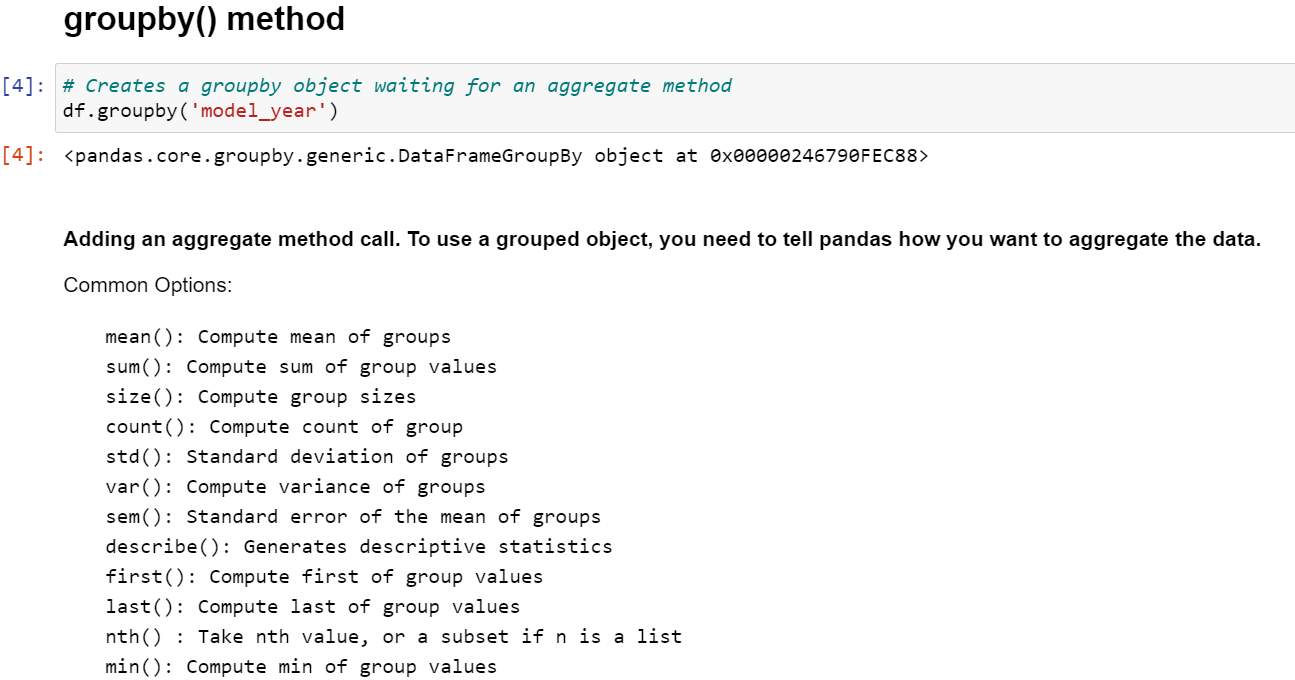 groupby() method
[4]: # Creates a groupby object waiting for an aggregate method
df.groupby('model_year')
[4]: <pandas.core.groupby.generic.DataFrameGroupBy object at 0x00000246790FEC88>
Adding an aggregate method call. To use a grouped object, you need to tell pandas how you want to aggregate the data.
Common Options:
mean(): Compute mean of groups
sum(): Compute sum of group values
size(): Compute group sizes
count(): Compute count of group
std(): Standard deviation of groups
var(): Compute variance of groups
sem(): Standard error of the mean of groups
describe(): Generates descriptive statistics
first(): Compute first of group values
last(): Compute last of group values
nth() : Take nth value, or a subset if n is a list
min(): Compute min of group values